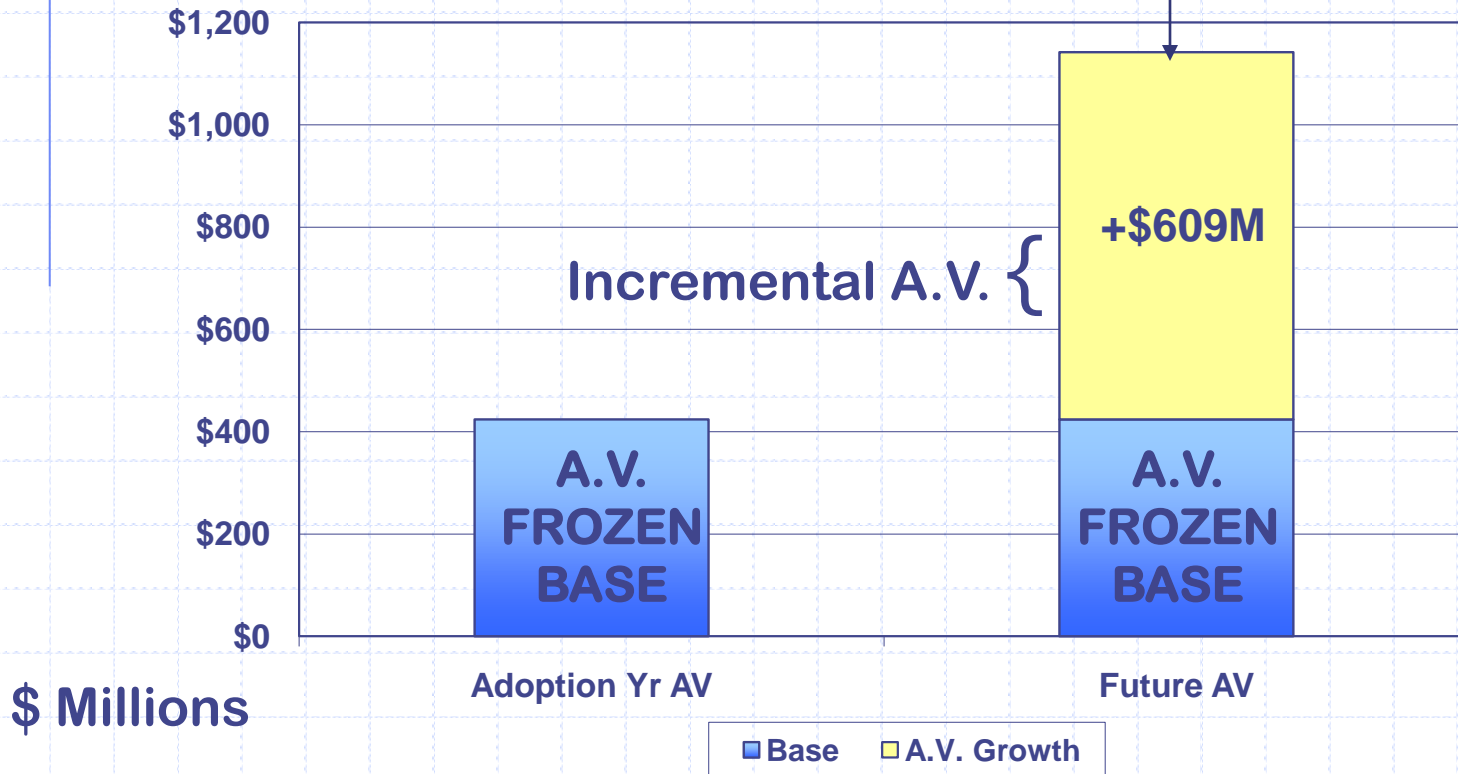 $1,200
$1,000
$800
$600
$400
$200
$0
+$609M
Incremental A.V. {
A.V.
FROZEN
BASE
A.V.
FROZEN
BASE
Adoption Yr AV
Future AV
$ Millions
Base
A.V. Growth